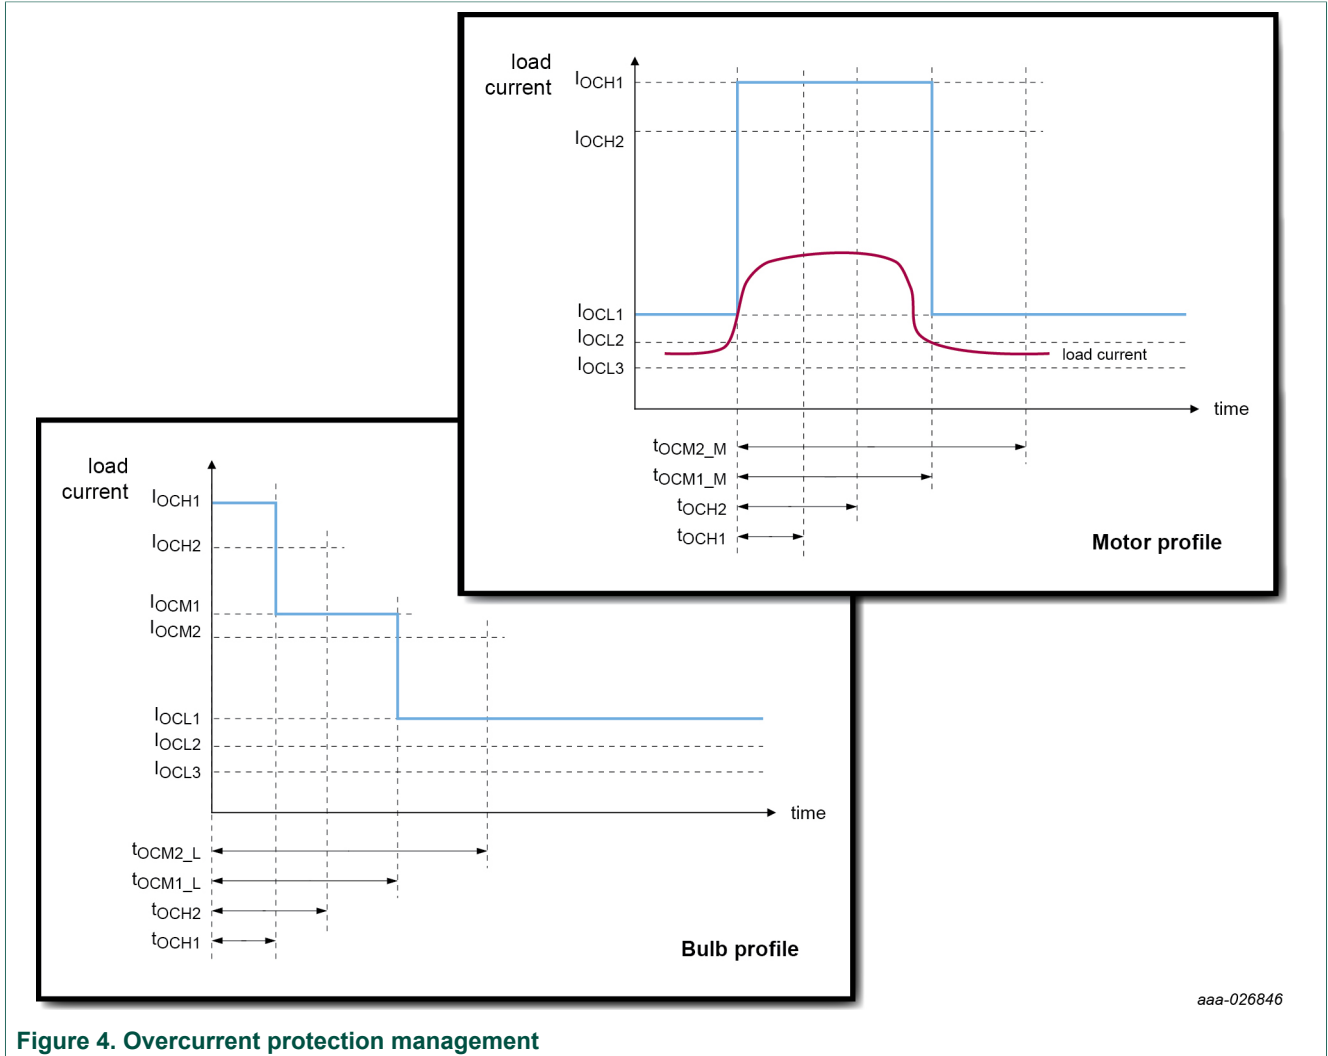 load
current
IOCH1
IOCH2
IOCL1
IOCL2
IOCL3
load current
time
tOCM2_M
tOCM1_M
tOCH2
tOCH1
Motor profile
load
current
IOCH1
IOCH2
IOCM1
IOCM2
IOCL1
IOCL2
IOCL3
time
tOCM2_L
tOCM1_L
tOCH2
tOCH1
Bulb profile
aaa-026846
Figure 4. Overcurrent protection management